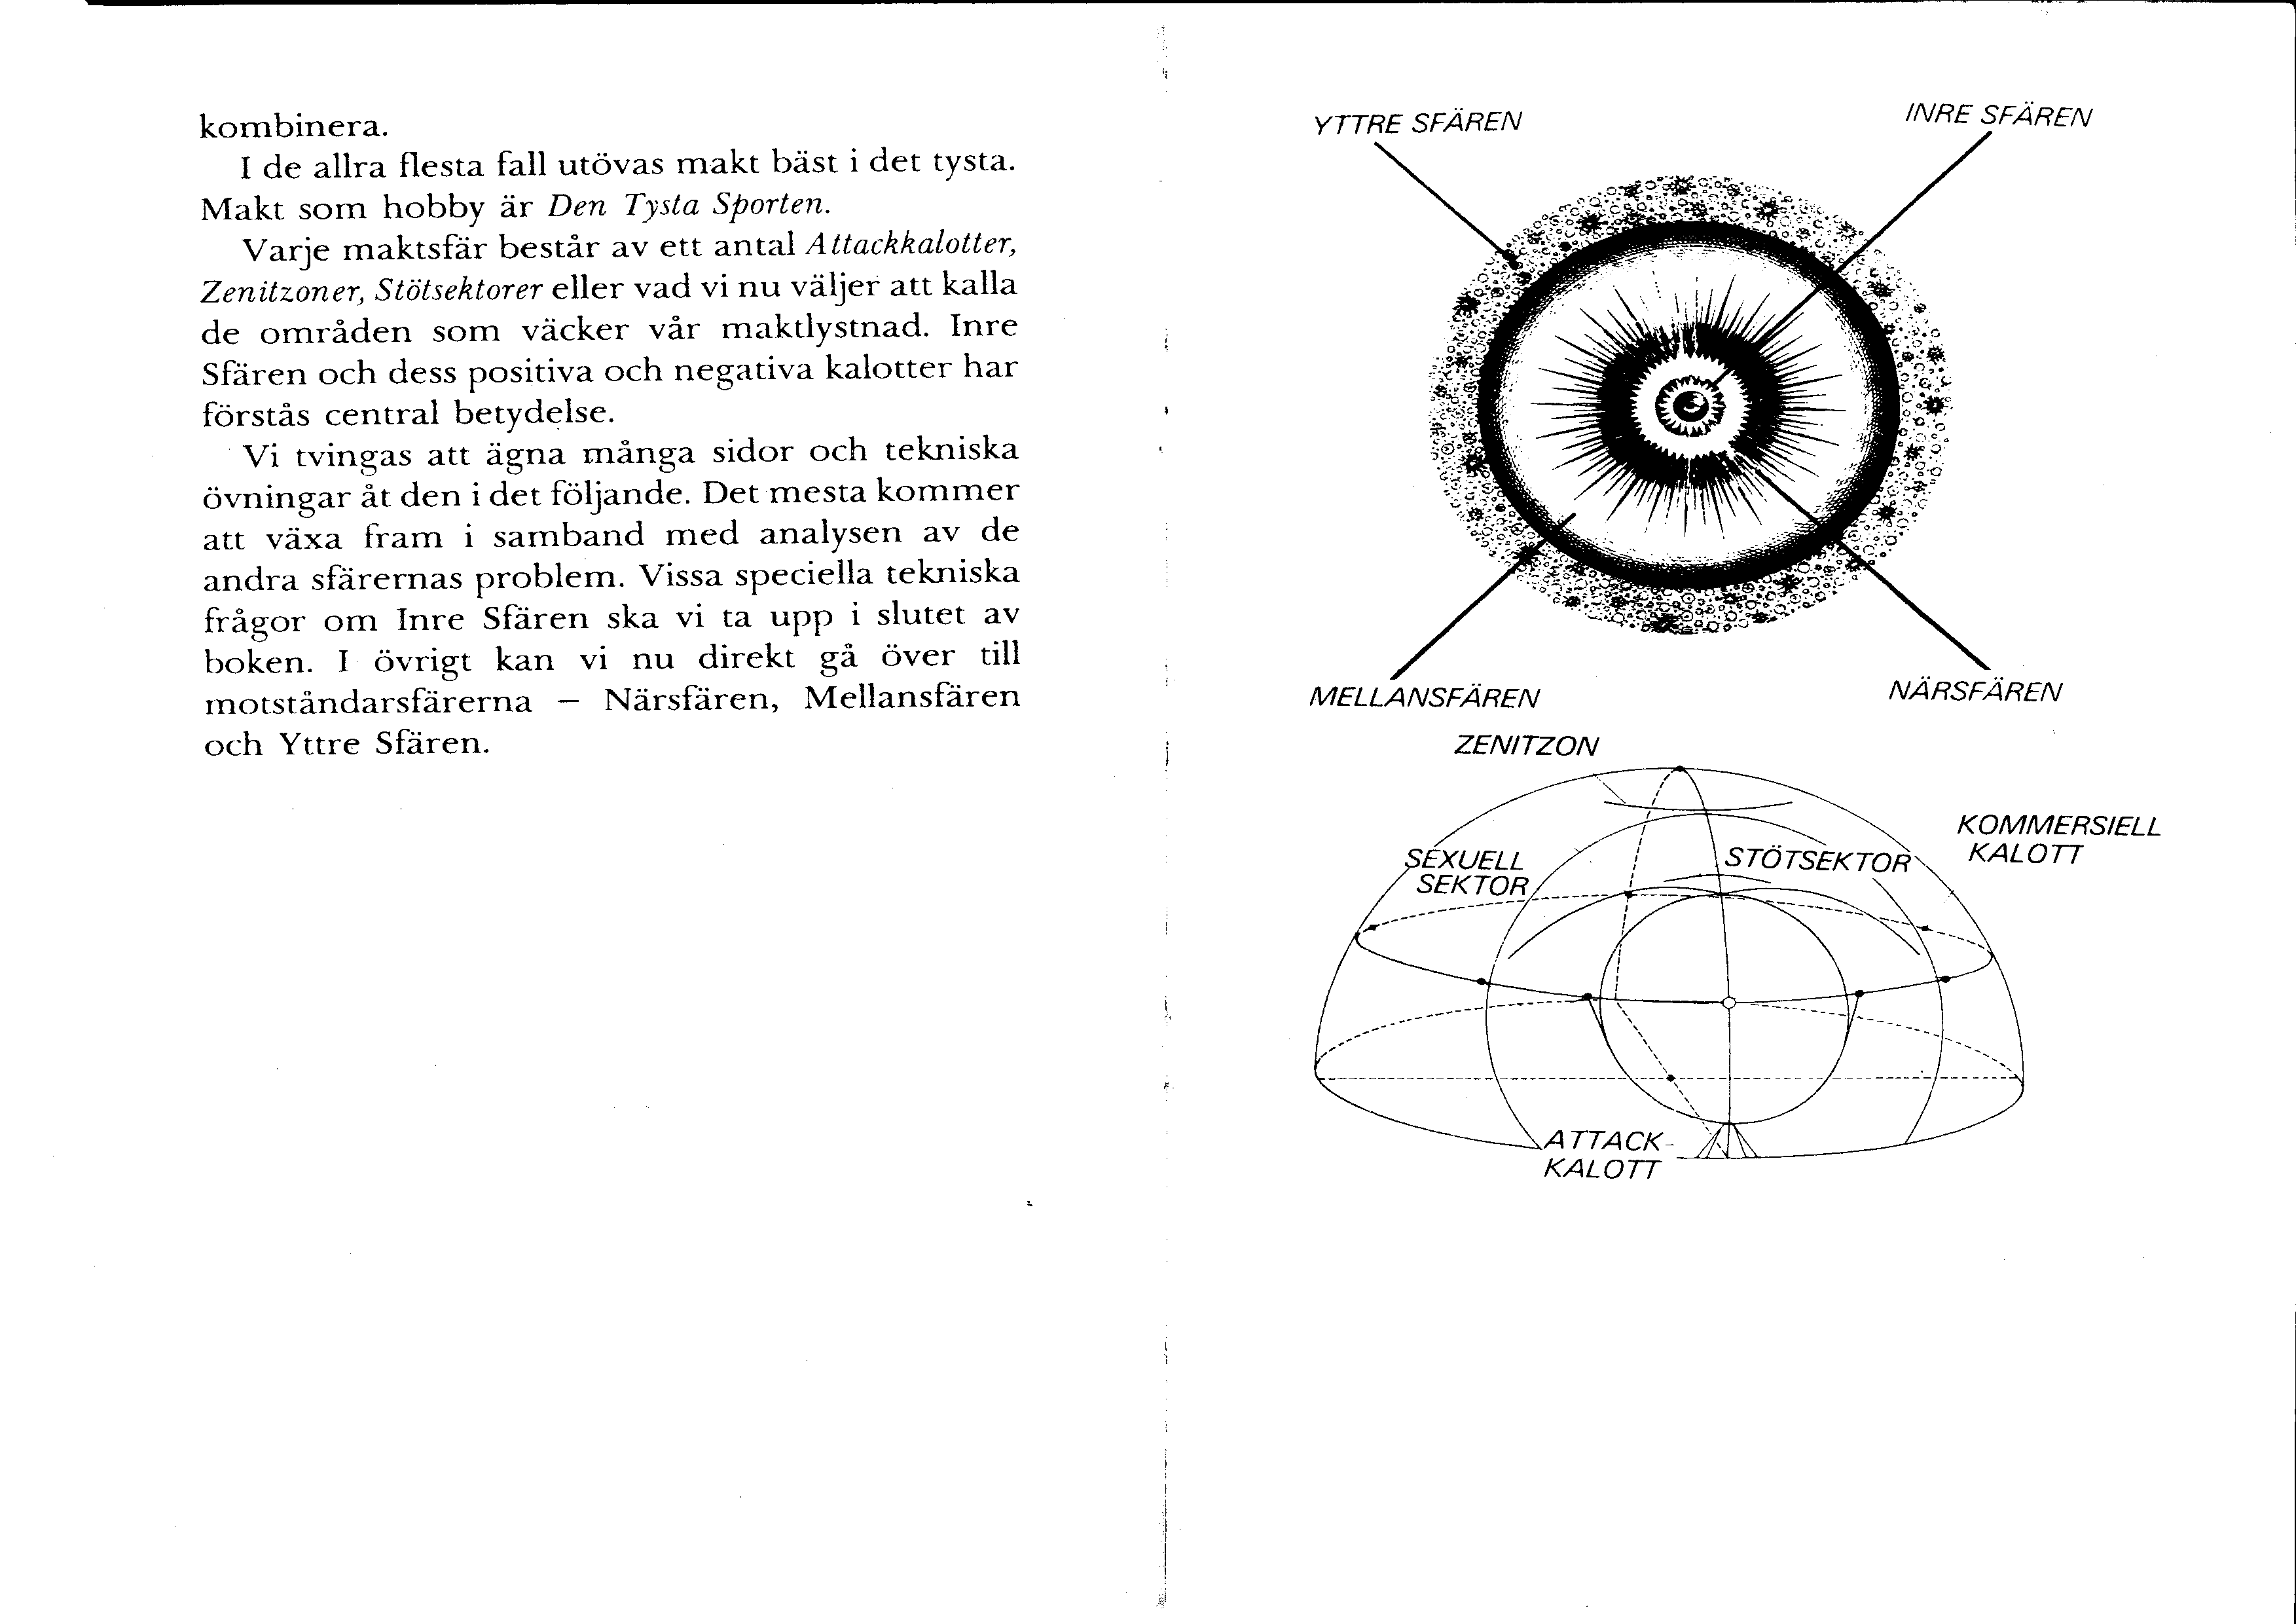 kombinera.
I de allra flesta fall utövas makt bäst i det tysta.
Makt som hobby är Den Tysta Sporten.
Varje maktsfär består av ett antal Attackkalotter,
Zenitzoner, Stötsektorer eller vad vi nu väljer att kalla
de områden som väcker vår maktlystnad. Inre
Sfären och dess positiva och negativa kalotter har
förstås central betydelse.
Vi tvingas att ägna många sidor och tekniska
övningar åt den i det följande. Det mesta kommer
att växa fram i samband med analysen av de
andra sfärernas problem. Vissa speciella tekniska
frågor om Inre Sfären ska vi ta upp i slutet av
boken. I övrigt kan vi nu direkt gå över till
motståndarsfärerna – Närsfären, Mellansfären
och Yttre Sfären.
YTTRE SFÄREN
INRE SFÄREN
MELLANSFÄREN
NÄRSFÄREN
ZENITZON
KOMMERSIELL
KALOTT
SEXUELL
SEKTOR
STÖTSEKTOR
ATTACK-
KALOTT